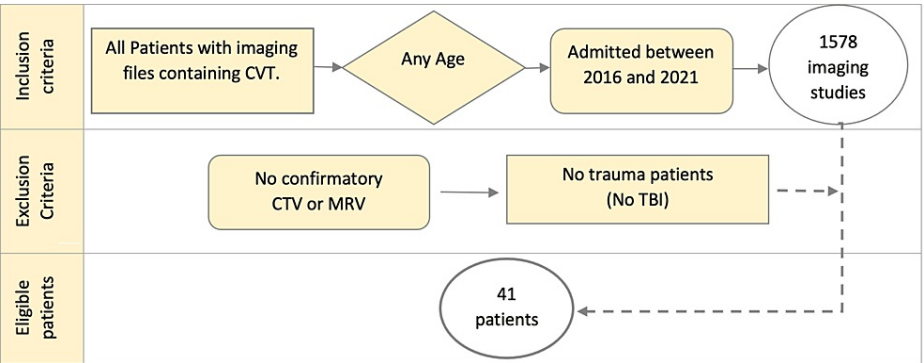 Inclusion
criteria
All Patients with imaging
files containing CVT.
Any Age
Admitted between
2016 and 2021
1578
imaging
studies
Exclusion
Criteria
No confirmatory
CTV or MRV
No trauma patients
(No TBI)
Eligible
patients
41
patients